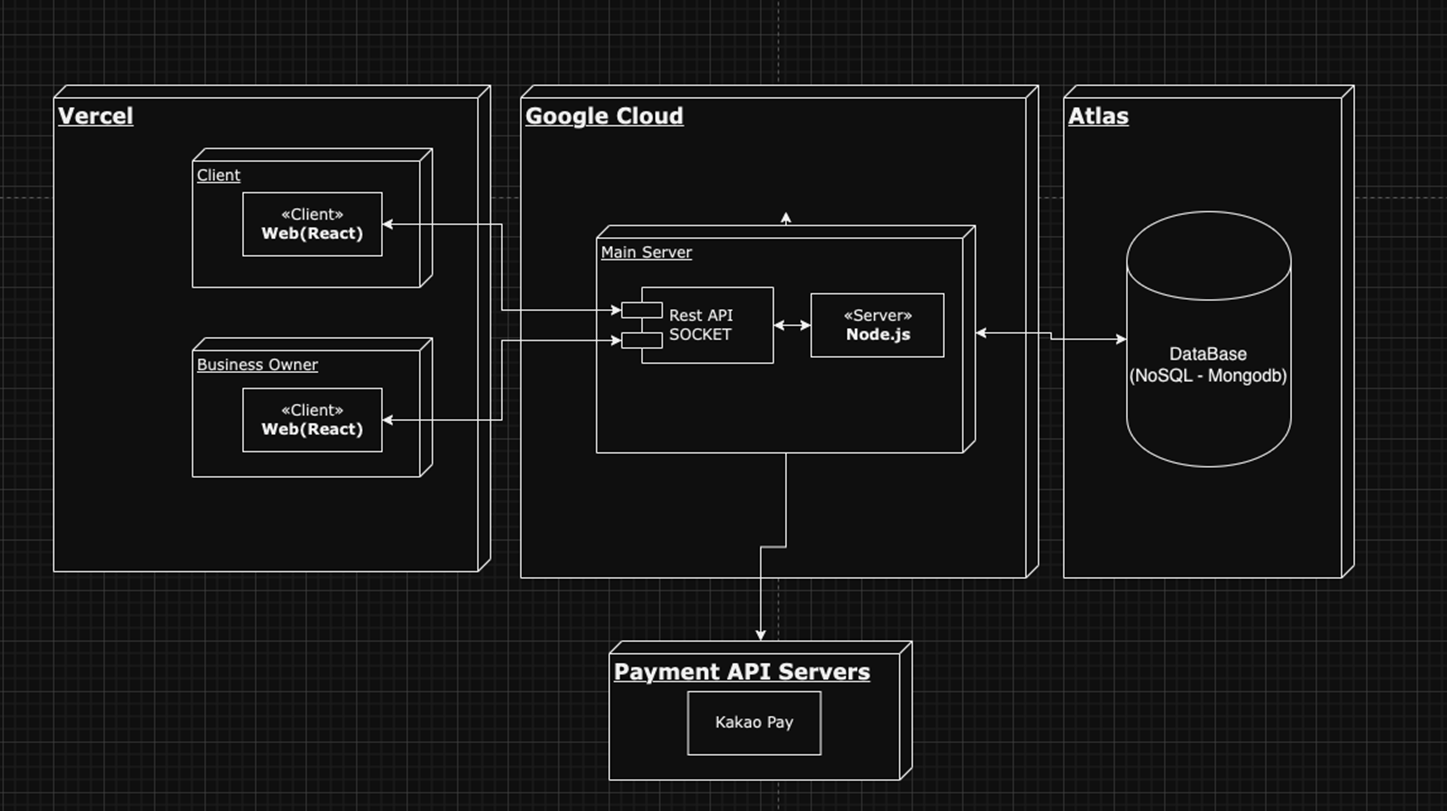 Vercel
Client
«Client»
Web(React)
Business Owner
«Client»
Web(React)
Google Cloud
Main Server
Rest API
SOCKET
«Server»
Node.js
Atlas
DataBase
(NoSQL - Mongodb)
Payment API Servers
Kakao Pay